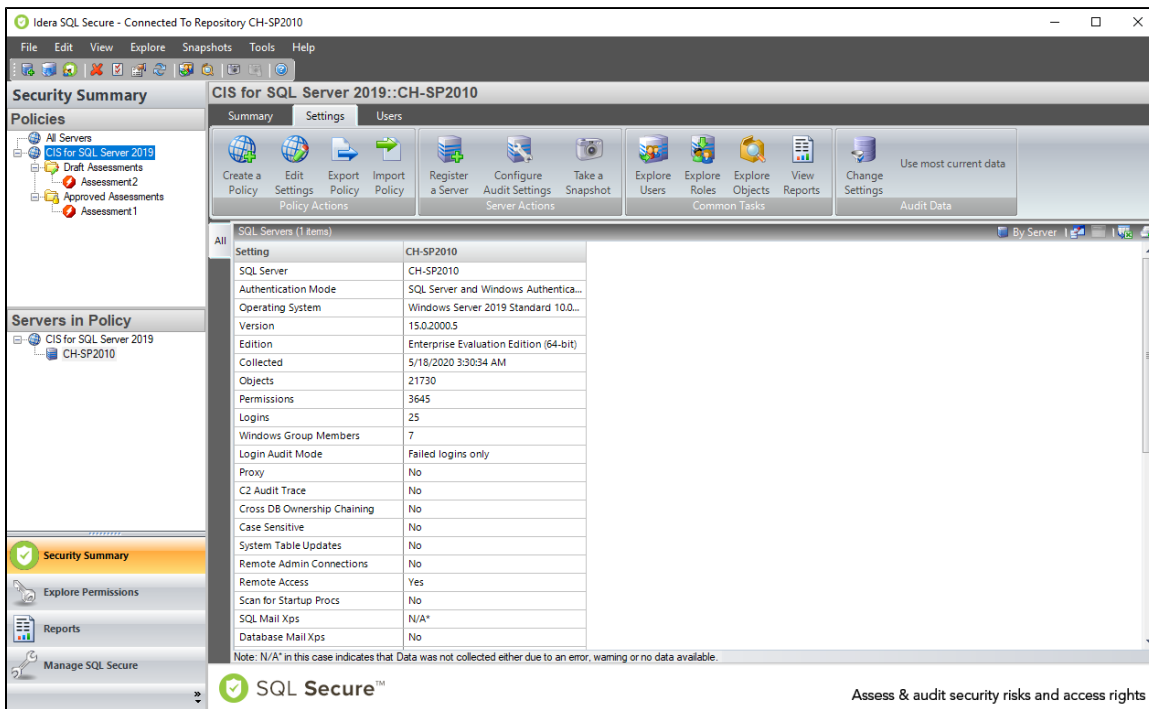 Idera SQL Secure - Connected To Repository CH-SP2010
File Edit View Explore Snapshots Tools Help
Security Summary
CIS for SQL Server 2019::CH-SP2010
Policies
All Servers
CIS for SQL Server 2019
Draft Assessments
Assessment2
Approved Assessments
Assessment1
Summary Settings Users
Create a Policy
Edit Settings
Export Policy
Import Policy
Policy Actions
Register a Server
Configure Audit Settings
Take a Snapshot
Server Actions
Explore Users
Explore Roles
Explore Objects
View Reports
Common Tasks
Change Settings
Use most current data
Audit Data
Servers in Policy
CIS for SQL Server 2019
CH-SP2010
All
SQL Servers (1 items)
By Server
Setting CH-SP2010
SQL Server CH-SP2010
Authentication Mode SQL Server and Windows Authentica...
Operating System Windows Server 2019 Standard 10.0...
Version 15.0.2000.5
Edition Enterprise Evaluation Edition (64-bit)
Collected 5/18/2020 3:30:34 AM
Objects 21730
Permissions 3645
Logins 25
Windows Group Members 7
Login Audit Mode Failed logins only
Proxy No
C2 Audit Trace No
Cross DB Ownership Chaining No
Case Sensitive No
System Table Updates No
Remote Admin Connections No
Remote Access Yes
Scan for Startup Procs No
SQL Mail Xps N/A*
Database Mail Xps No
Note: N/A* in this case indicates that Data was not collected either due to an error, warning or no data available.
Security Summary
Explore Permissions
Reports
Manage SQL Secure
SQL Secure™
Assess & audit security risks and access rights